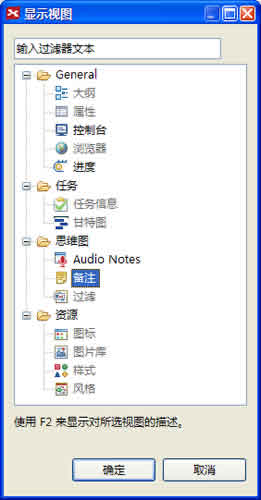 显示视图
输入过滤器文本
General
大纲
属性
控制台
浏览器
进度
任务
任务信息
甘特图
思维图
Audio Notes
备注
过滤
资源
图标
图片库
样式
风格
使用 F2 来显示对所选视图的描述。
确定
取消